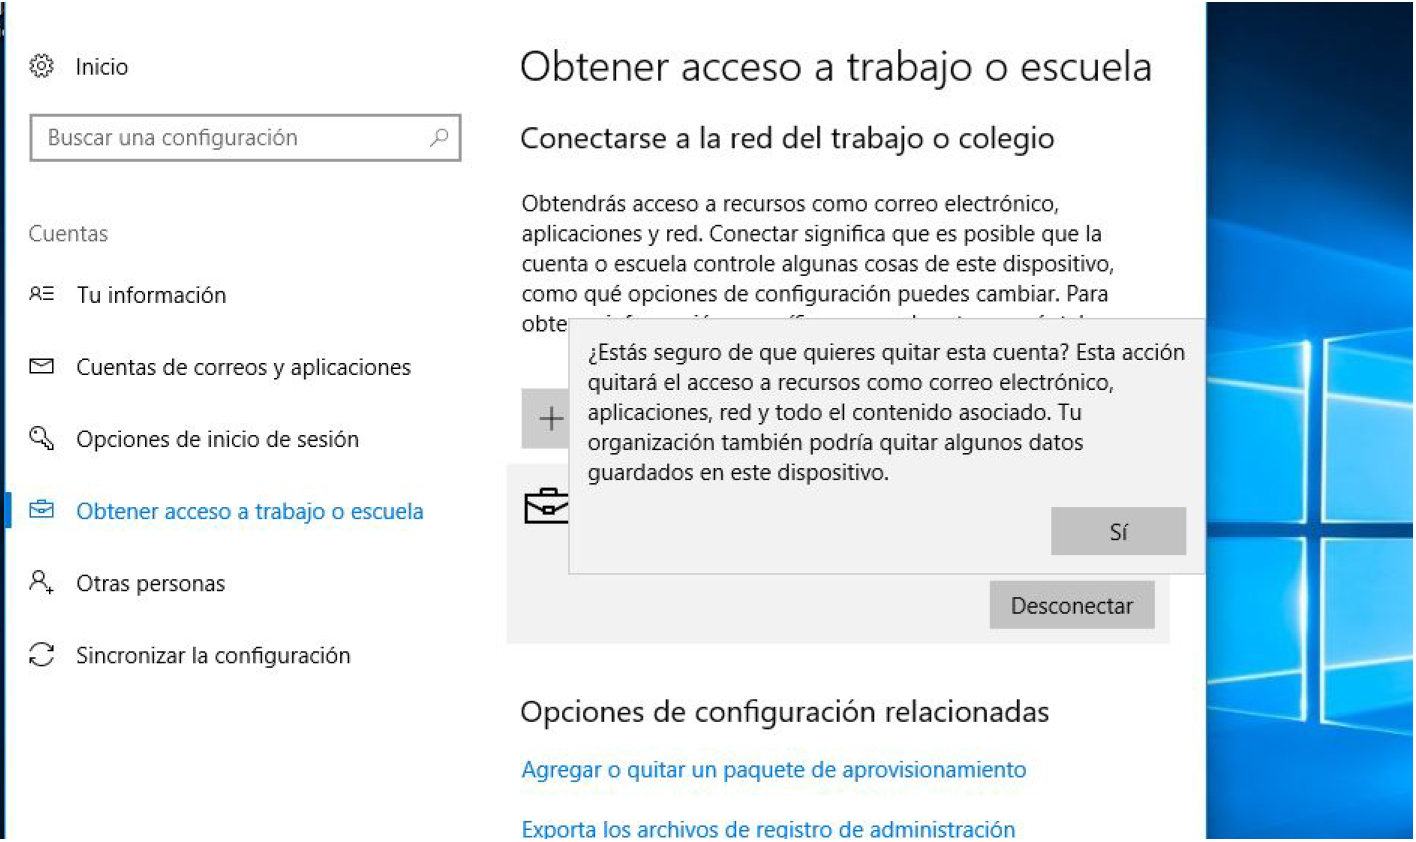 Inicio
Buscar una configuración
Cuentas
Tu información
Cuentas de correos y aplicaciones
Opciones de inicio de sesión
Obtener acceso a trabajo o escuela
Otras personas
Sincronizar la configuración
Obtener acceso a trabajo o escuela
Conectarse a la red del trabajo o colegio
Obtendrás acceso a recursos como correo electrónico,
aplicaciones y red. Conectar significa que es posible que la
cuenta o escuela controle algunas cosas de este dispositivo,
como qué opciones de configuración puedes cambiar. Para
¿Estás seguro de que quieres quitar esta cuenta? Esta acción
quitará el acceso a recursos como correo electrónico,
aplicaciones, red y todo el contenido asociado. Tu
organización también podría quitar algunos datos
guardados en este dispositivo.
Sí
Desconectar
Opciones de configuración relacionadas
Agregar o quitar un paquete de aprovisionamiento
Exporta los archivos de registro de administración